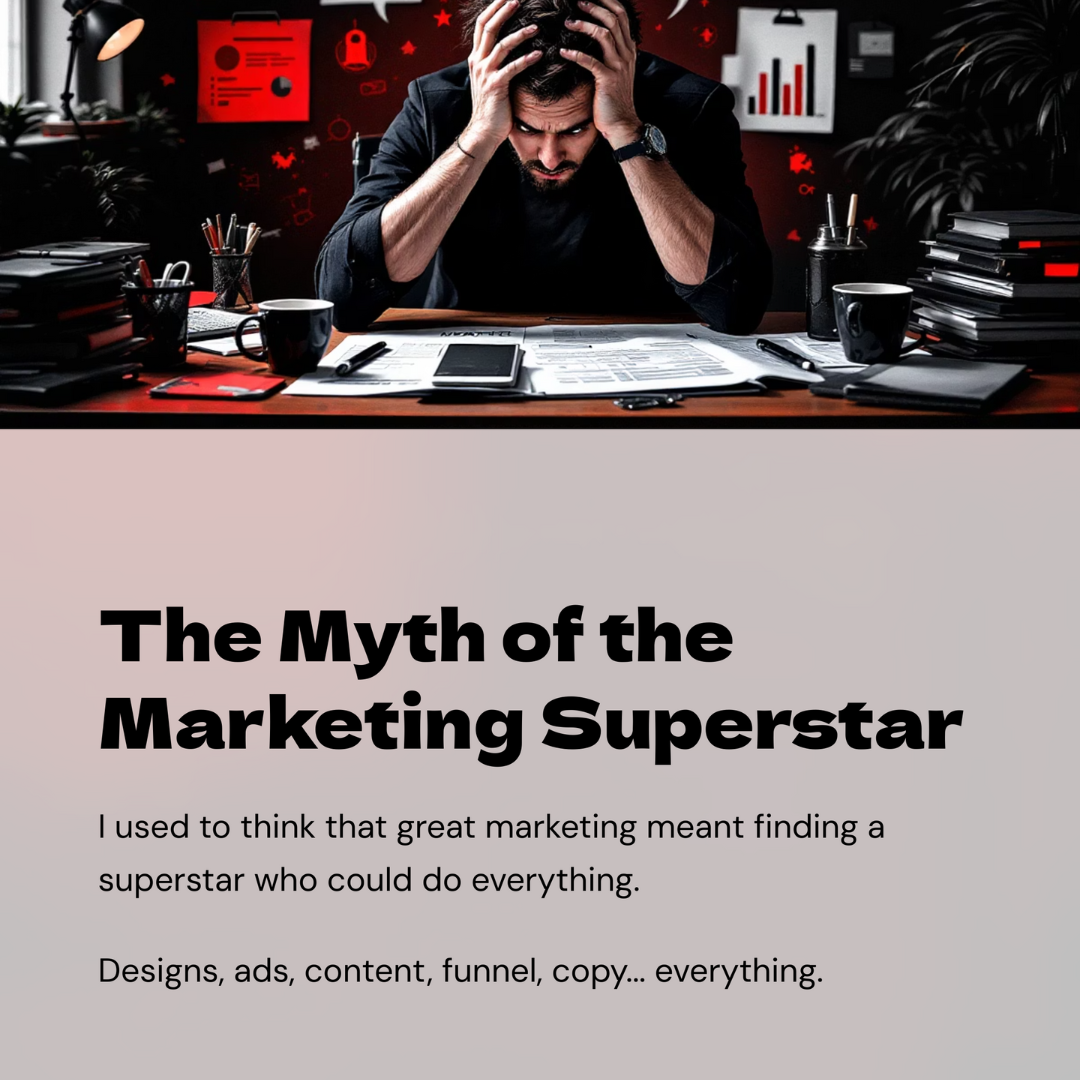 The Myth of the
Marketing Superstar
I used to think that great marketing meant finding a
superstar who could do everything.
Designs, ads, content, funnel, copy... everything.